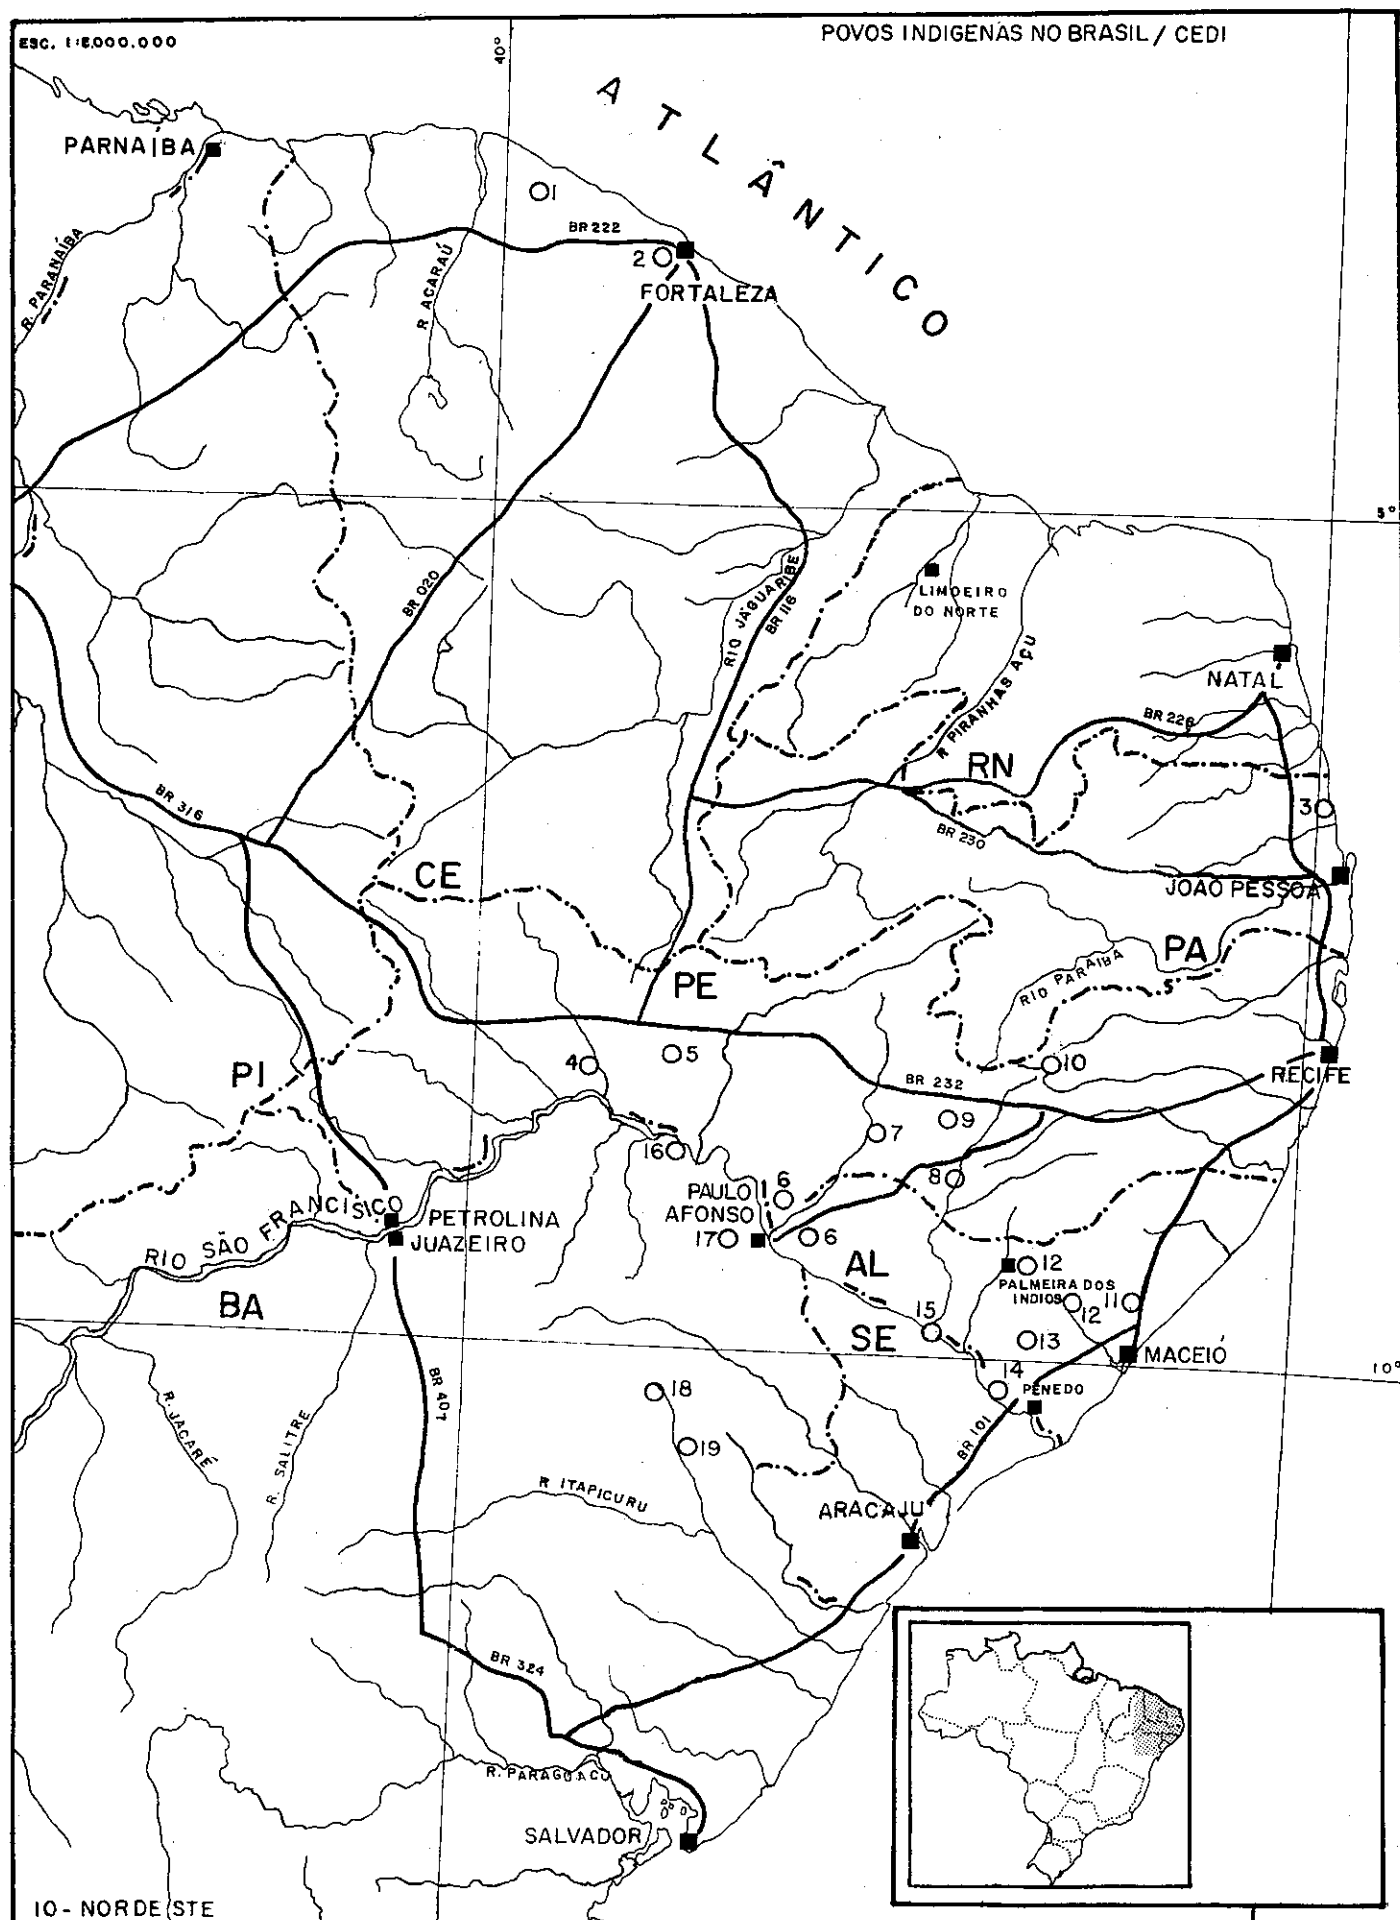 ESC. 1:5.000.000
40°
POVOS INDIGENAS NO BRASIL / CEDI
ATLÂNTICO
PARNAÍBA
1
BR 222
R. PARANAÍBA
R ACARAÚ
2
FORTALEZA
5°
BR 020
RIO JAGUARIBE
BR 116
LIMOEIRO
DO NORTE
R PIRANHAS AÇU
NATAL
BR 226
RN
BR 316
3
BR 230
CE
JOAO PESSOA
PA
PE
RIO PARAIBA
PI
4
5
10
BR 232
RECIFE
9
7
16
8
PAULO
AFONSO
1 6
17
6
RIO SÃO FRANCISICO
PETROLINA
JUAZEIRO
AL
12
PALMEIRA DOS
INDIOS
12
11
BA
15
SE
13
MACEIÓ
10°
14
PENEDO
18
BR 407
R. JACARÉ
R. SALITRE
19
BR 101
R ITAPICURU
ARACAJU
BR 324
R. PARAGUACU
SALVADOR
10 - NORDESTE